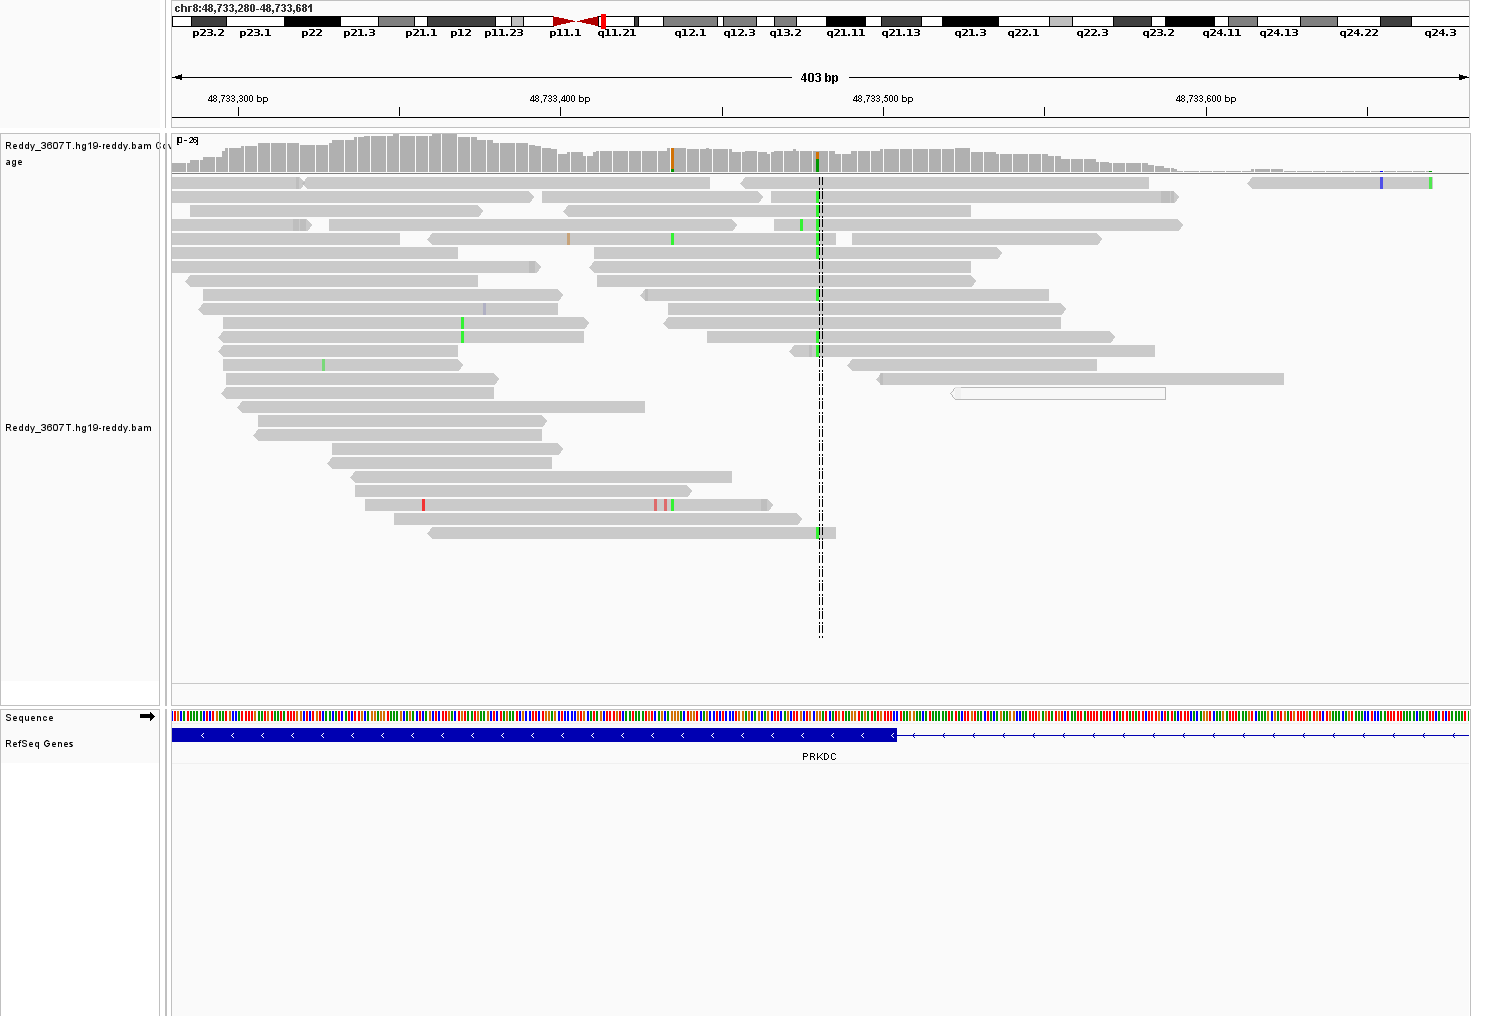 chr8:48,733,280-48,733,681
p23.2 p23.1 p22 p21.3 p21.1 p12 p11.23 p11.1 q11.21 q12.1 q12.3 q13.2 q21.11 q21.13 q21.3 q22.1 q22.3 q23.2 q24.11 q24.13 q24.22 q24.3
403 bp
48,733,300 bp 48,733,400 bp 48,733,500 bp 48,733,600 bp
Reddy_3607T.hg19-reddy.bam Cov
age
[0-26]
Reddy_3607T.hg19-reddy.bam
Sequence
RefSeq Genes
PRKDC